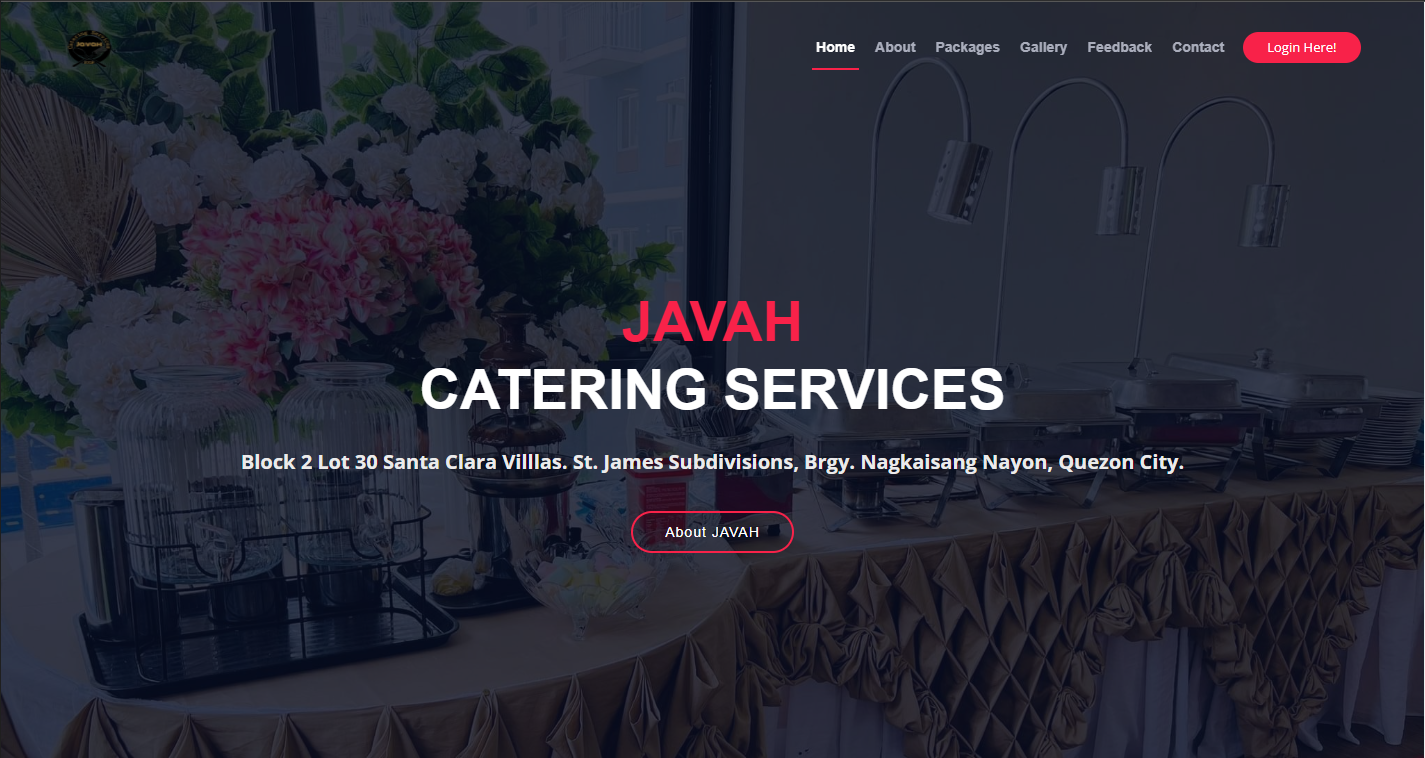 JAVAH
Home About Packages Gallery Feedback Contact Login Here!
JAVAH
CATERING SERVICES
Block 2 Lot 30 Santa Clara Villlas. St. James Subdivisions, Brgy. Nagkaisang Nayon, Quezon City.
About JAVAH